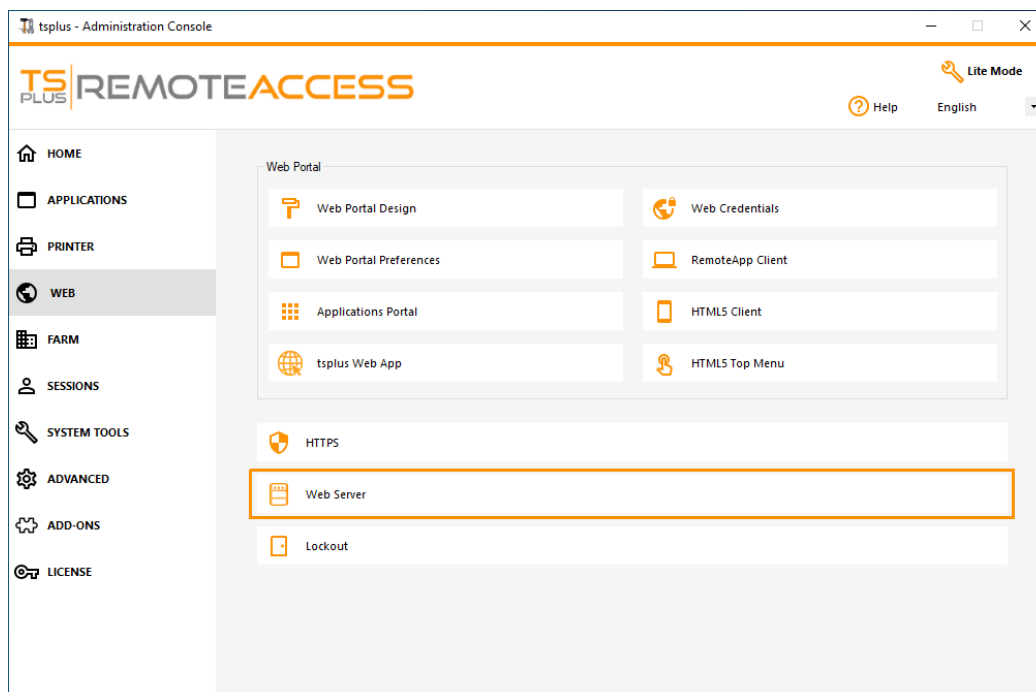 tsplus - Administration Console
TS PLUS REMOTEACCESS
Lite Mode
Help English
HOME
APPLICATIONS
PRINTER
WEB
FARM
SESSIONS
SYSTEM TOOLS
ADVANCED
ADD-ONS
LICENSE
Web Portal
Web Portal Design
Web Credentials
Web Portal Preferences
RemoteApp Client
Applications Portal
HTML5 Client
tsplus Web App
HTML5 Top Menu
HTTPS
Web Server
Lockout